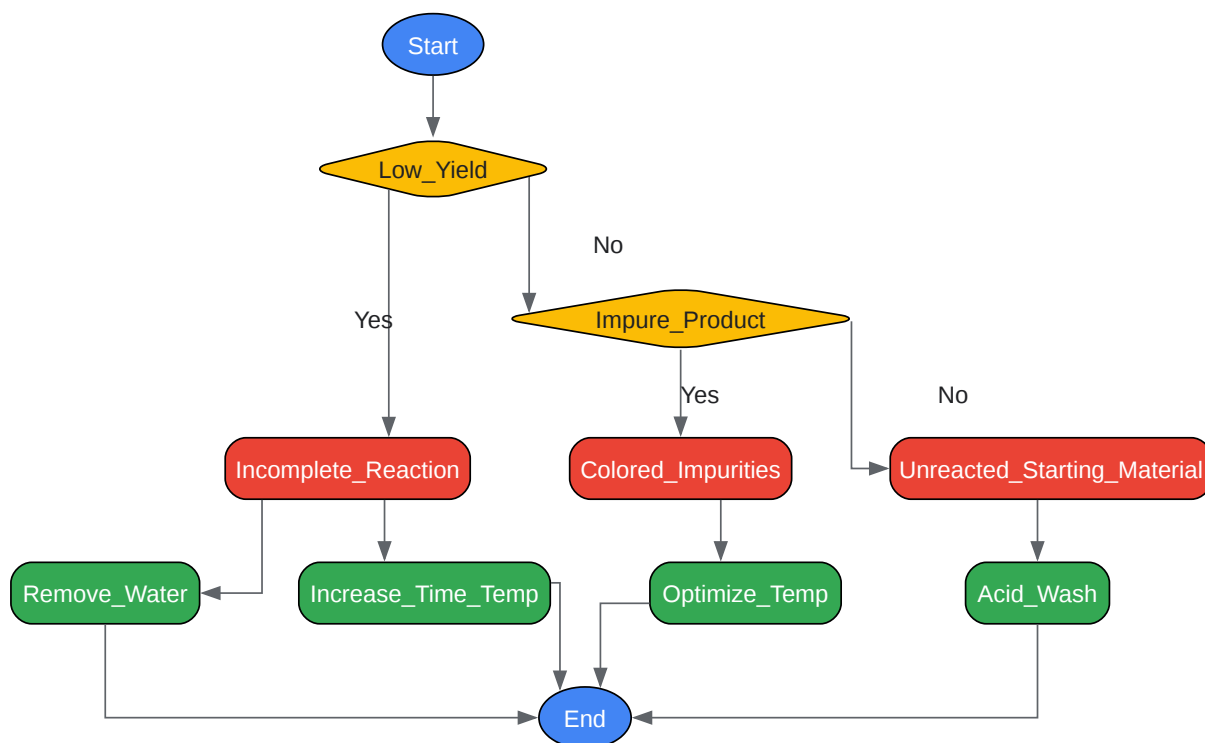 Start
Low_Yield
No
Yes
Impure_Product
Yes
No
Incomplete_Reaction
Colored_Impurities
Unreacted_Starting_Material
Remove_Water
Increase_Time_Temp
Optimize_Temp
Acid_Wash
End